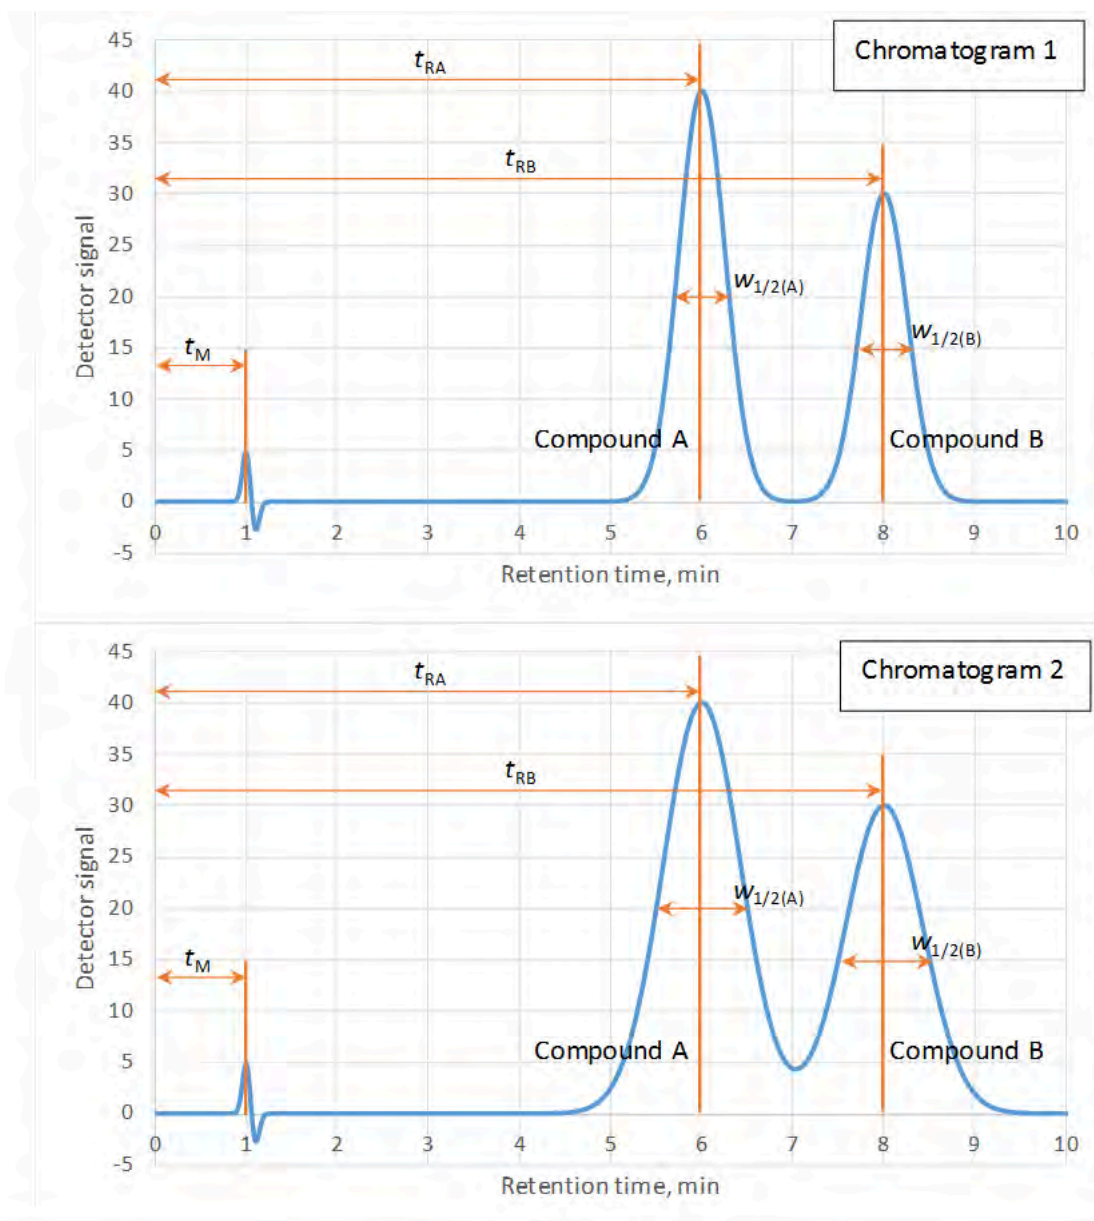 Chromatogram 1
45
40
35
30
25
20
15
10
5
0
-5
Detector signal
tRA
tRB
tM
w1/2(A)
w1/2(B)
Compound A
Compound B
0 1 2 3 4 5 6 7 8 9 10
Retention time, min
Chromatogram 2
45
40
35
30
25
20
15
10
5
0
-5
Detector signal
tRA
tRB
tM
w1/2(A)
w1/2(B)
Compound A
Compound B
0 1 2 3 4 5 6 7 8 9 10
Retention time, min